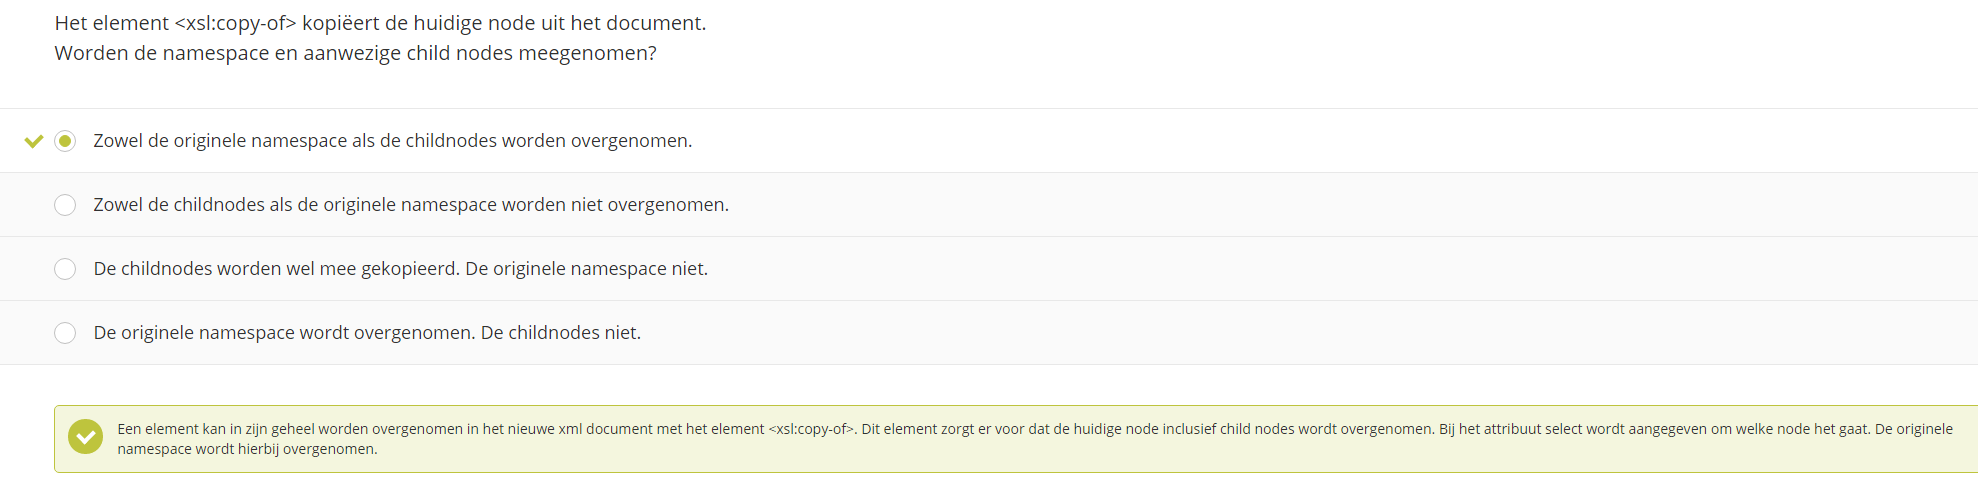 Het element <xsl:copy-of> kopiëert de huidige node uit het document.
Worden de namespace en aanwezige child nodes meegenomen?
Zowel de originele namespace als de childnodes worden overgenomen.
Zowel de childnodes als de originele namespace worden niet overgenomen.
De childnodes worden wel mee gekopieerd. De originele namespace niet.
De originele namespace wordt overgenomen. De childnodes niet.
Een element kan in zijn geheel worden overgenomen in het nieuwe xml document met het element <xsl:copy-of>. Dit element zorgt er voor dat de huidige node inclusief child nodes wordt overgenomen. Bij het attribuut select wordt aangegeven om welke node het gaat. De originele
namespace wordt hierbij overgenomen.